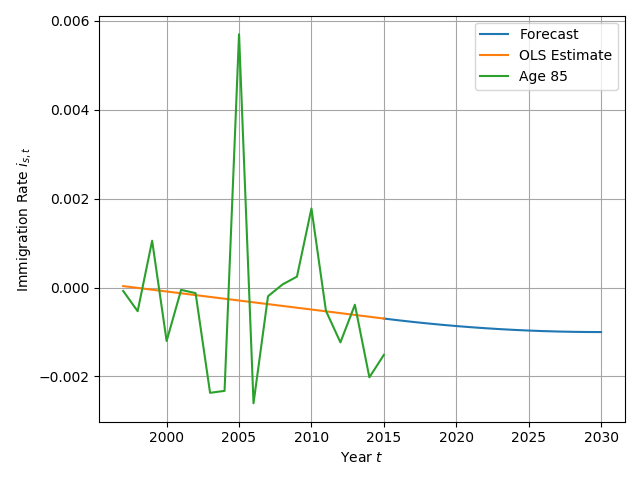 0.006
0.004
0.002
0.000
−0.002
Immigration Rate i_{s,t}
Forecast
OLS Estimate
Age 85
2000 2005 2010 2015 2020 2025 2030
Year t